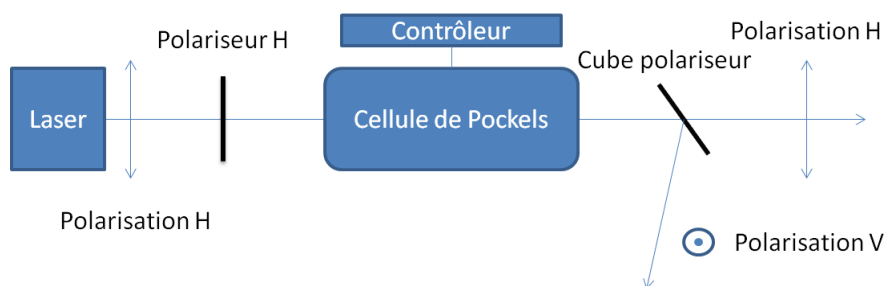 Contrôleur
Polariseur H
Polarisation H
Cube polariseur
Laser
Cellule de Pockels
Polarisation H
Polarisation V